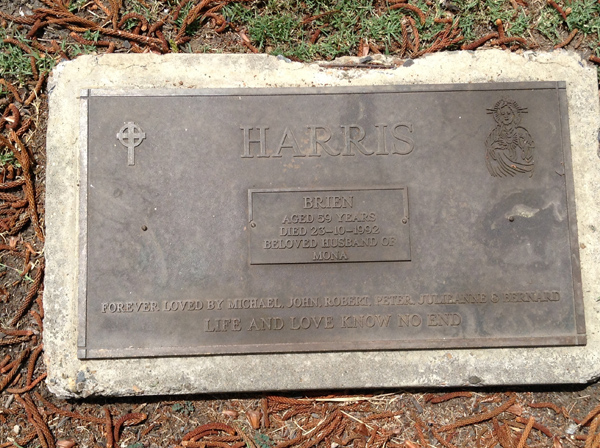 HARRIS
BRIEN
AGED 59 YEARS
DIED 23-10-1992
BELOVED HUSBAND OF
MONA
FOREVER LOVED BY MICHAEL, JOHN, ROBERT, PETER, JULIEANNE & BERNARD
LIFE AND LOVE KNOW NO END